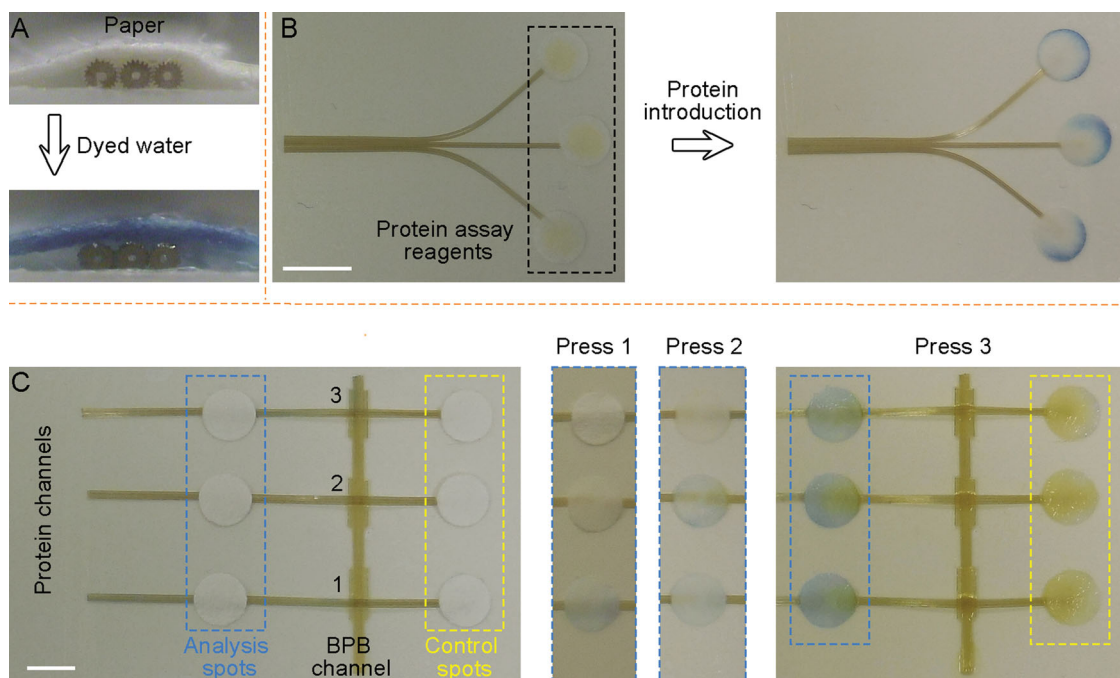 A
Paper
Dyed water
B
Protein assay
reagents
Protein
introduction
C
Protein channels
3
2
1
Analysis
spots
BPB
channel
Control
spots
Press 1
Press 2
Press 3